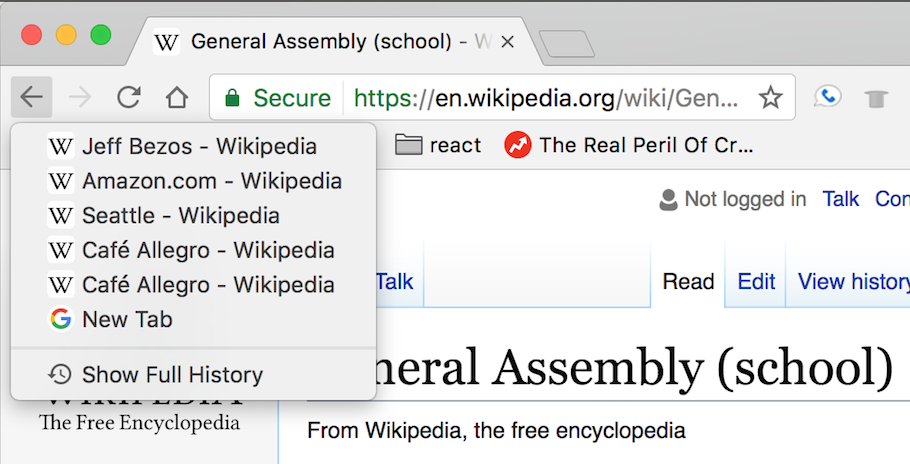 General Assembly (school) - W
Secure https://en.wikipedia.org/wiki/Gen...
react The Real Peril Of Cr...
Jeff Bezos - Wikipedia
Amazon.com - Wikipedia
Seattle - Wikipedia
Café Allegro - Wikipedia
Café Allegro - Wikipedia
New Tab
Show Full History
Not logged in Talk Con
Talk Read Edit View history
neral Assembly (school)
WIKIPEDIA
The Free Encyclopedia
From Wikipedia, the free encyclopedia